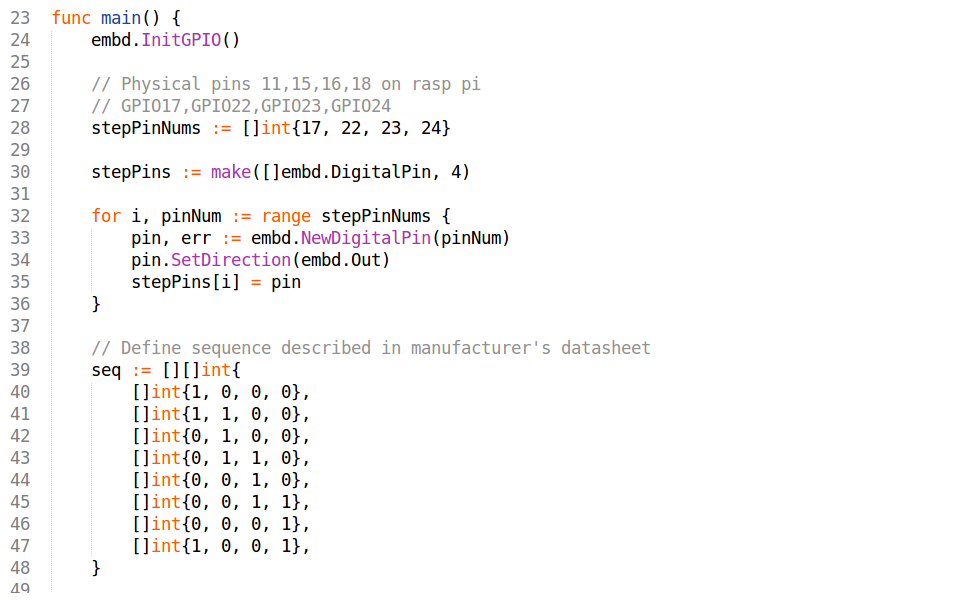 23 func main() {
24 embd.InitGPIO()
25
26 // Physical pins 11,15,16,18 on rasp pi
27 // GPIO17,GPIO22,GPIO23,GPIO24
28 stepPinNums := []int{17, 22, 23, 24}
29
30 stepPins := make([]embd.DigitalPin, 4)
31
32 for i, pinNum := range stepPinNums {
33 pin, err := embd.NewDigitalPin(pinNum)
34 pin.SetDirection(embd.Out)
35 stepPins[i] = pin
36 }
37
38 // Define sequence described in manufacturer's datasheet
39 seq := [][]int{
40 []int{1, 0, 0, 0},
41 []int{1, 1, 0, 0},
42 []int{0, 1, 0, 0},
43 []int{0, 1, 1, 0},
44 []int{0, 0, 1, 0},
45 []int{0, 0, 1, 1},
46 []int{0, 0, 0, 1},
47 []int{1, 0, 0, 1},
48 }
49